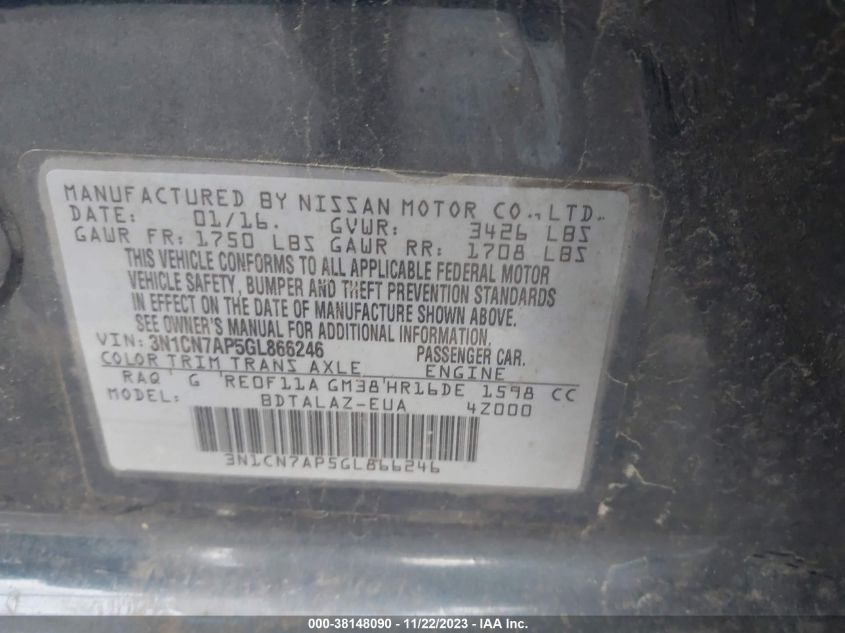 MANUFACTURED BY NISSAN MOTOR CO., LTD.
DATE: 01/16. GVWR: 3426 LBS
GAWR FR: 1750 LBS GAWR RR: 1708 LBS
THIS VEHICLE CONFORMS TO ALL APPLICABLE FEDERAL MOTOR
VEHICLE SAFETY, BUMPER AND THEFT PREVENTION STANDARDS
IN EFFECT ON THE DATE OF MANUFACTURE SHOWN ABOVE.
SEE OWNER'S MANUAL FOR ADDITIONAL INFORMATION.
VIN: 3N1CN7AP5GL866246 PASSENGER CAR.
COLOR TRIM TRANS AXLE ENGINE
RAQ' G 'RE0F11A GM38'HR16DE 1598 CC
MODEL: BDTALAZ-EUA 4Z000
3N1CN7AP5GL866246
000-38148090 - 11/22/2023 - IAA Inc.